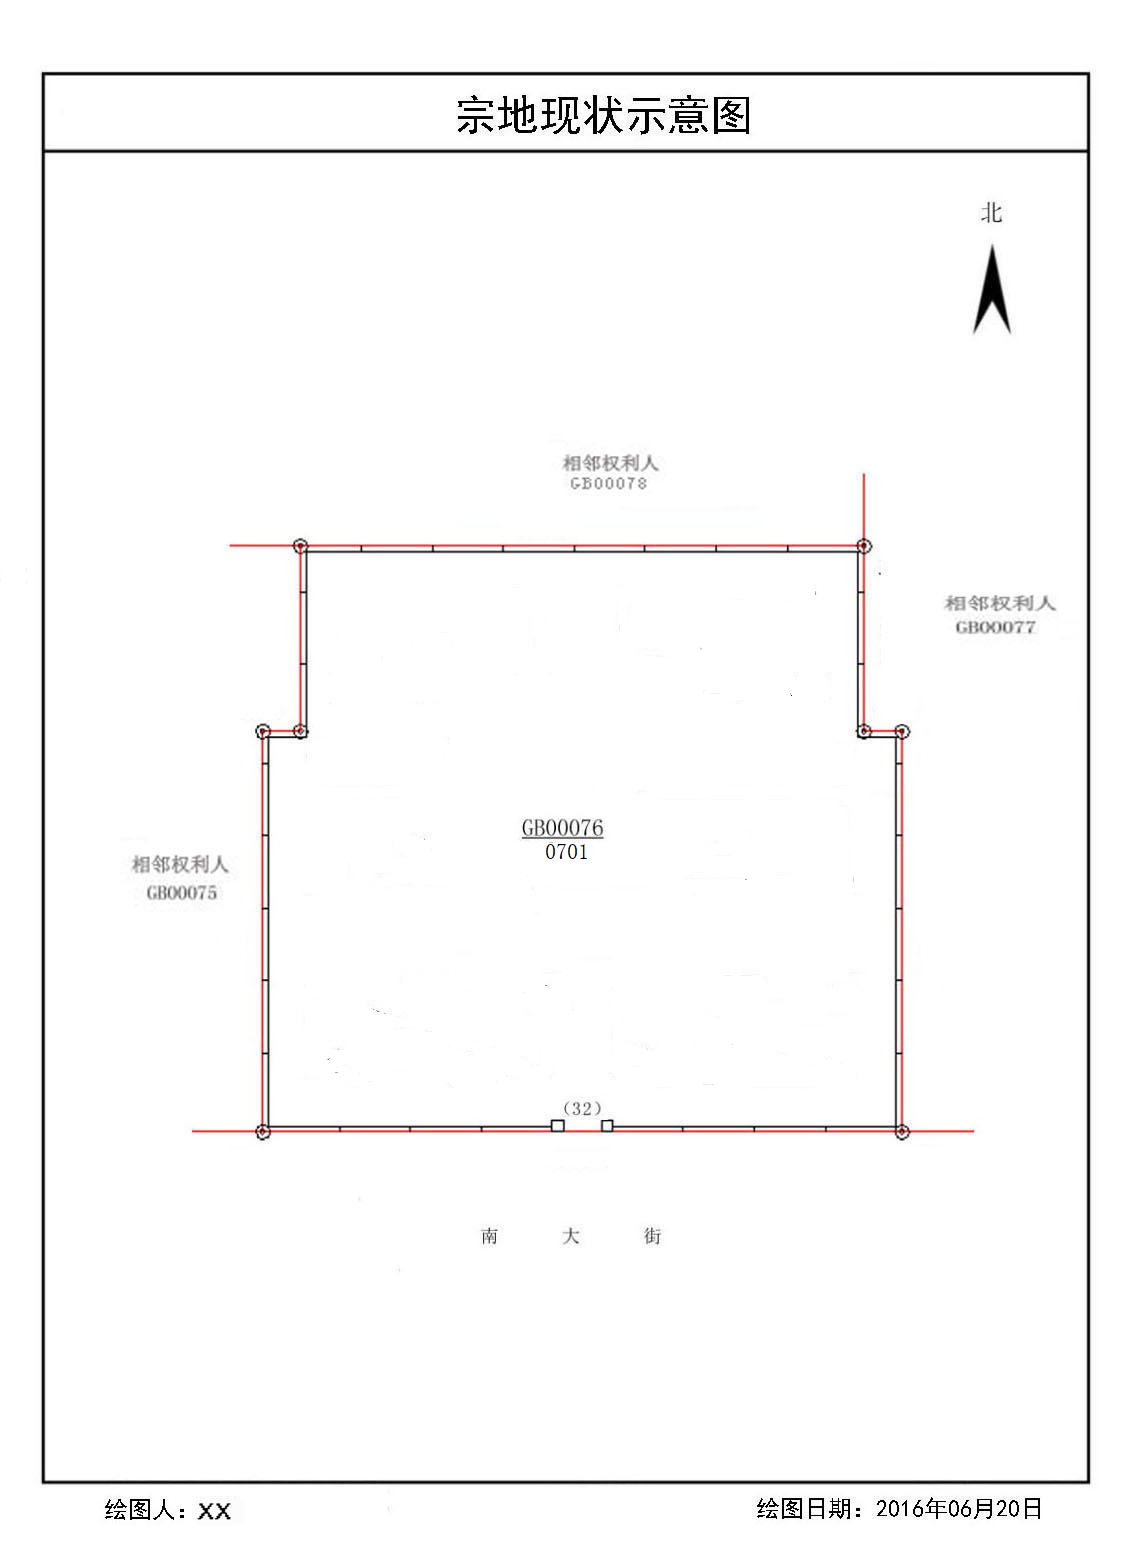 宗地现状示意图
北
相邻权利人
GB00078
相邻权利人
GB00077
GB00076
0701
相邻权利人
GB00075
(32)
南 大 街
绘图人：XX
绘图日期：2016年06月20日